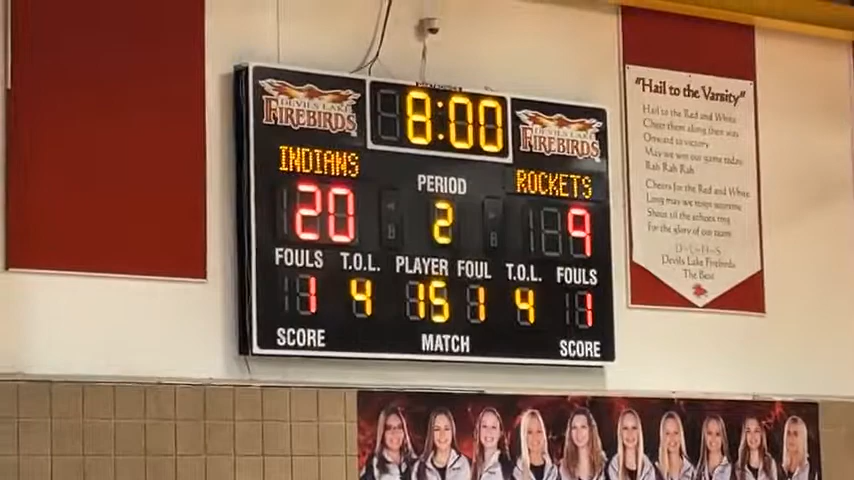 DEVILS LAKE
FIREBIRDS
8:00
DEVILS LAKE
FIREBIRDS
INDIANS
PERIOD
ROCKETS
20
2
9
FOULS
T.O.L.
PLAYER
FOUL
T.O.L.
FOULS
1
4
15
1
4
1
SCORE
MATCH
SCORE
"Hail to the Varsity"
Hail to the Red and White
Cheer them along their way
Onward to victory
May we win our game today
Rah Rah Rah
Cheers for the Red and White
Long may we reign supreme
Shout til the echoes ring
For the glory of our team
D-L-H-S
Devils Lake Firebirds
The Best